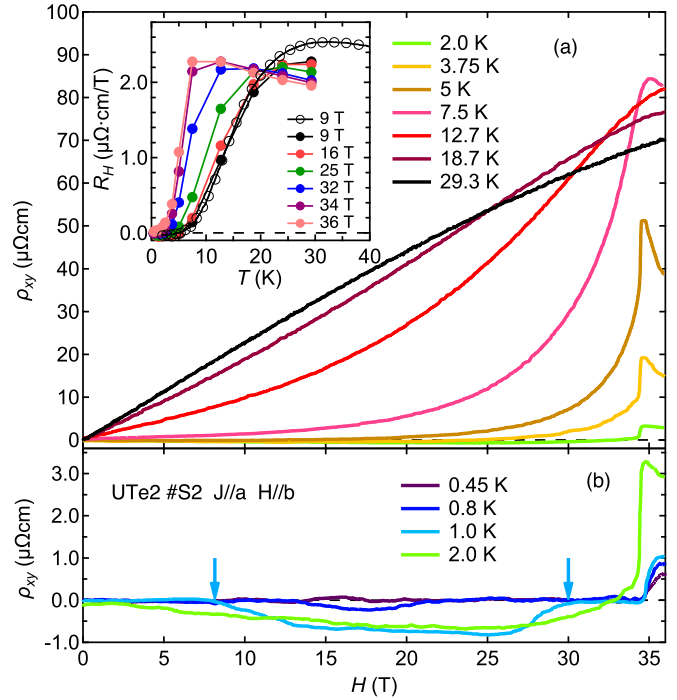 100
90
80
70
60
50
40
30
20
10
0
ρxy (μΩcm)
(a)
2.0 K
3.75 K
5 K
7.5 K
12.7 K
18.7 K
29.3 K
2.0
1.0
0.0
RH (μΩ·cm/T)
9 T
9 T
16 T
25 T
32 T
34 T
36 T
0 10 20 30 40
T (K)
3.0
2.0
1.0
0.0
-1.0
ρxy (μΩcm)
UTe2 #S2 J//a H//b
(b)
0.45 K
0.8 K
1.0 K
2.0 K
0 5 10 15 20 25 30 35
H (T)